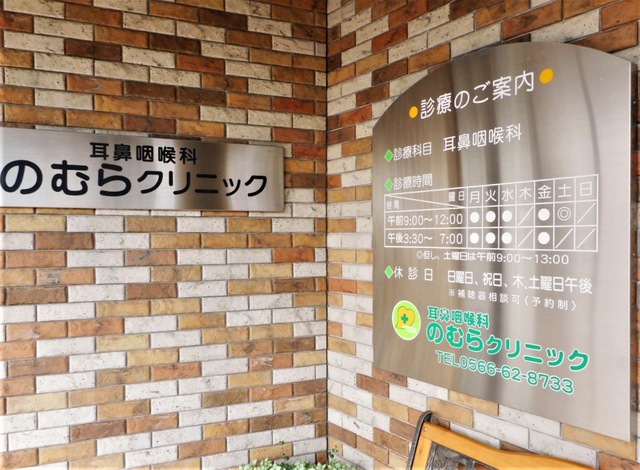 耳鼻咽喉科
のむらクリニック
診療のご案内
診療科目 耳鼻咽喉科
診療時間
時間 曜日 月 火 水 木 金 土 日
午前9:00～12:00 ● ● ● ／ ● ◎ ／
午後3:30～ 7:00 ● ● ● ／ ● ／ ／
◎但し、土曜日は午前9:00～13:00
休診日 日曜日、祝日、木、土曜日午後
※補聴器相談可(予約制)
耳鼻咽喉科
のむらクリニック
TEL0566-62-8733